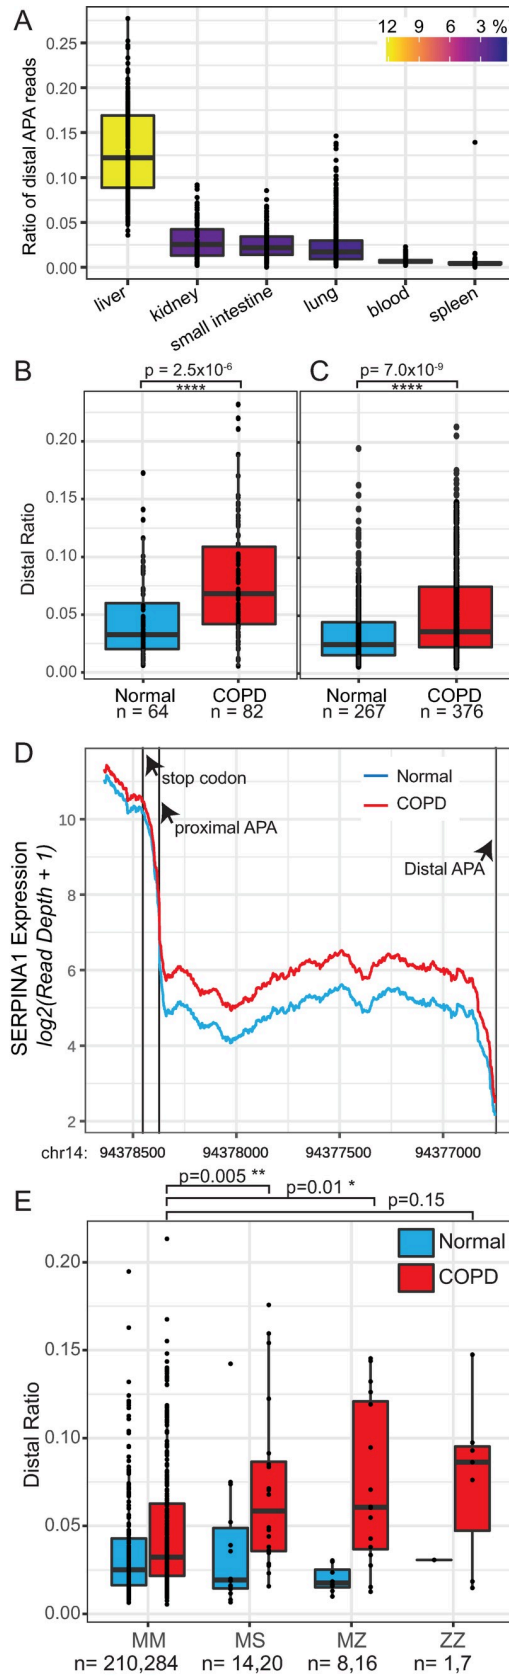 A
12 9 6 3 %
Ratio of distal APA reads
0.25
0.20
0.15
0.10
0.05
0.00
liver
kidney
small intestine
lung
blood
spleen
B
p = 2.5x10-6
****
C
p= 7.0x10-9
****
Distal Ratio
0.20
0.15
0.10
0.05
0.00
Normal
n = 64
COPD
n = 82
Normal
n = 267
COPD
n = 376
D
stop codon
proximal APA
Normal
COPD
Distal APA
SERPINA1 Expression
log2(Read Depth + 1)
10
8
6
4
2
chr14: 94378500 94378000 94377500 94377000
E
p=0.005 **
p=0.01 *
p=0.15
Normal
COPD
Distal Ratio
0.20
0.15
0.10
0.05
0.00
MM MS MZ ZZ
n= 210,284 n= 14,20 n= 8,16 n= 1,7